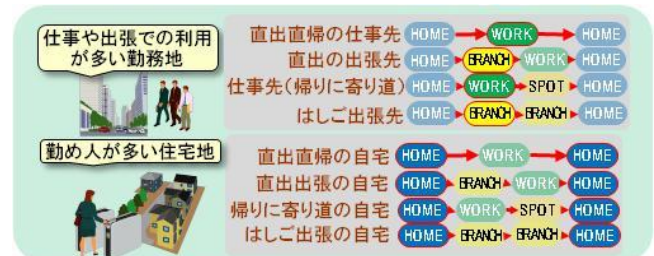 仕事や出張での利用
が多い勤務地
直出直帰の仕事先 HOME WORK HOME
直出の出張先 HOME BRANCH WORK HOME
仕事先(帰りに寄り道) HOME WORK SPOT HOME
はしご出張先 HOME BRANCH BRANCH HOME
勤め人が多い住宅地
直出直帰の自宅 HOME WORK HOME
直出出張の自宅 HOME BRANCH WORK HOME
帰りに寄り道の自宅 HOME WORK SPOT HOME
はしご出張の自宅 HOME BRANCH BRANCH HOME